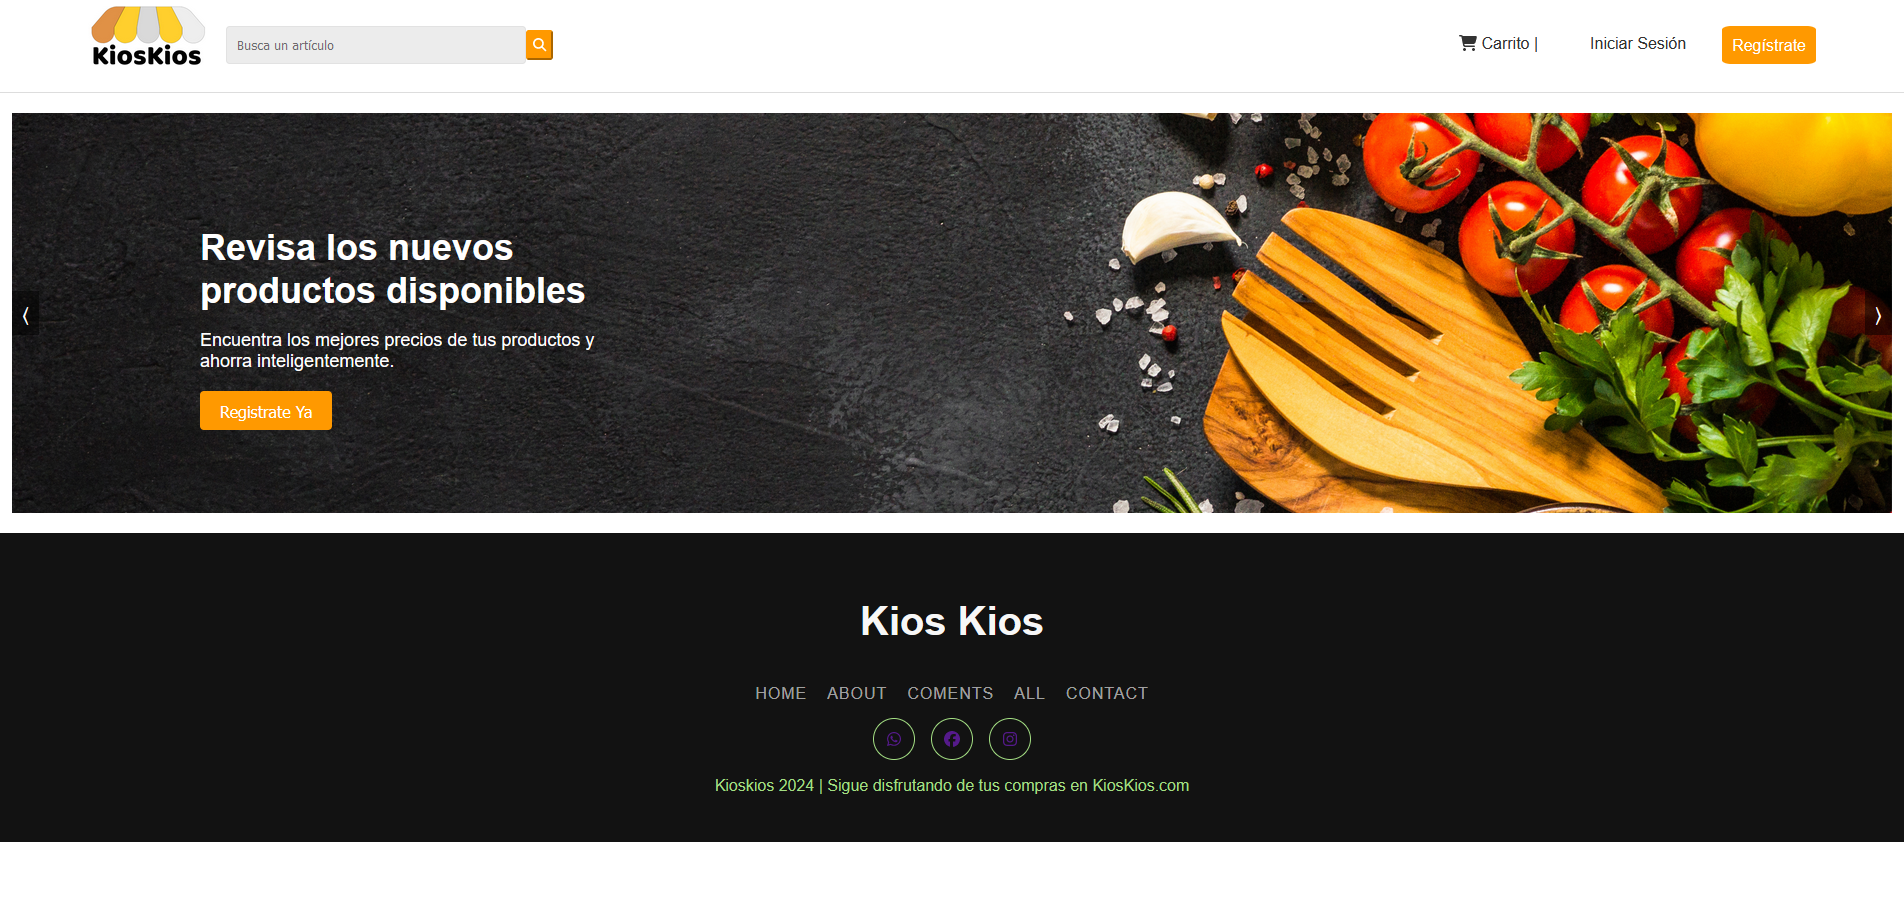 KiosKios
Busca un artículo
Carrito |
Iniciar Sesión
Regístrate
Revisa los nuevos
productos disponibles
Encuentra los mejores precios de tus productos y
ahorra inteligentemente.
Registrate Ya
Kios Kios
HOME ABOUT COMENTS ALL CONTACT
Kioskios 2024 | Sigue disfrutando de tus compras en KiosKios.com